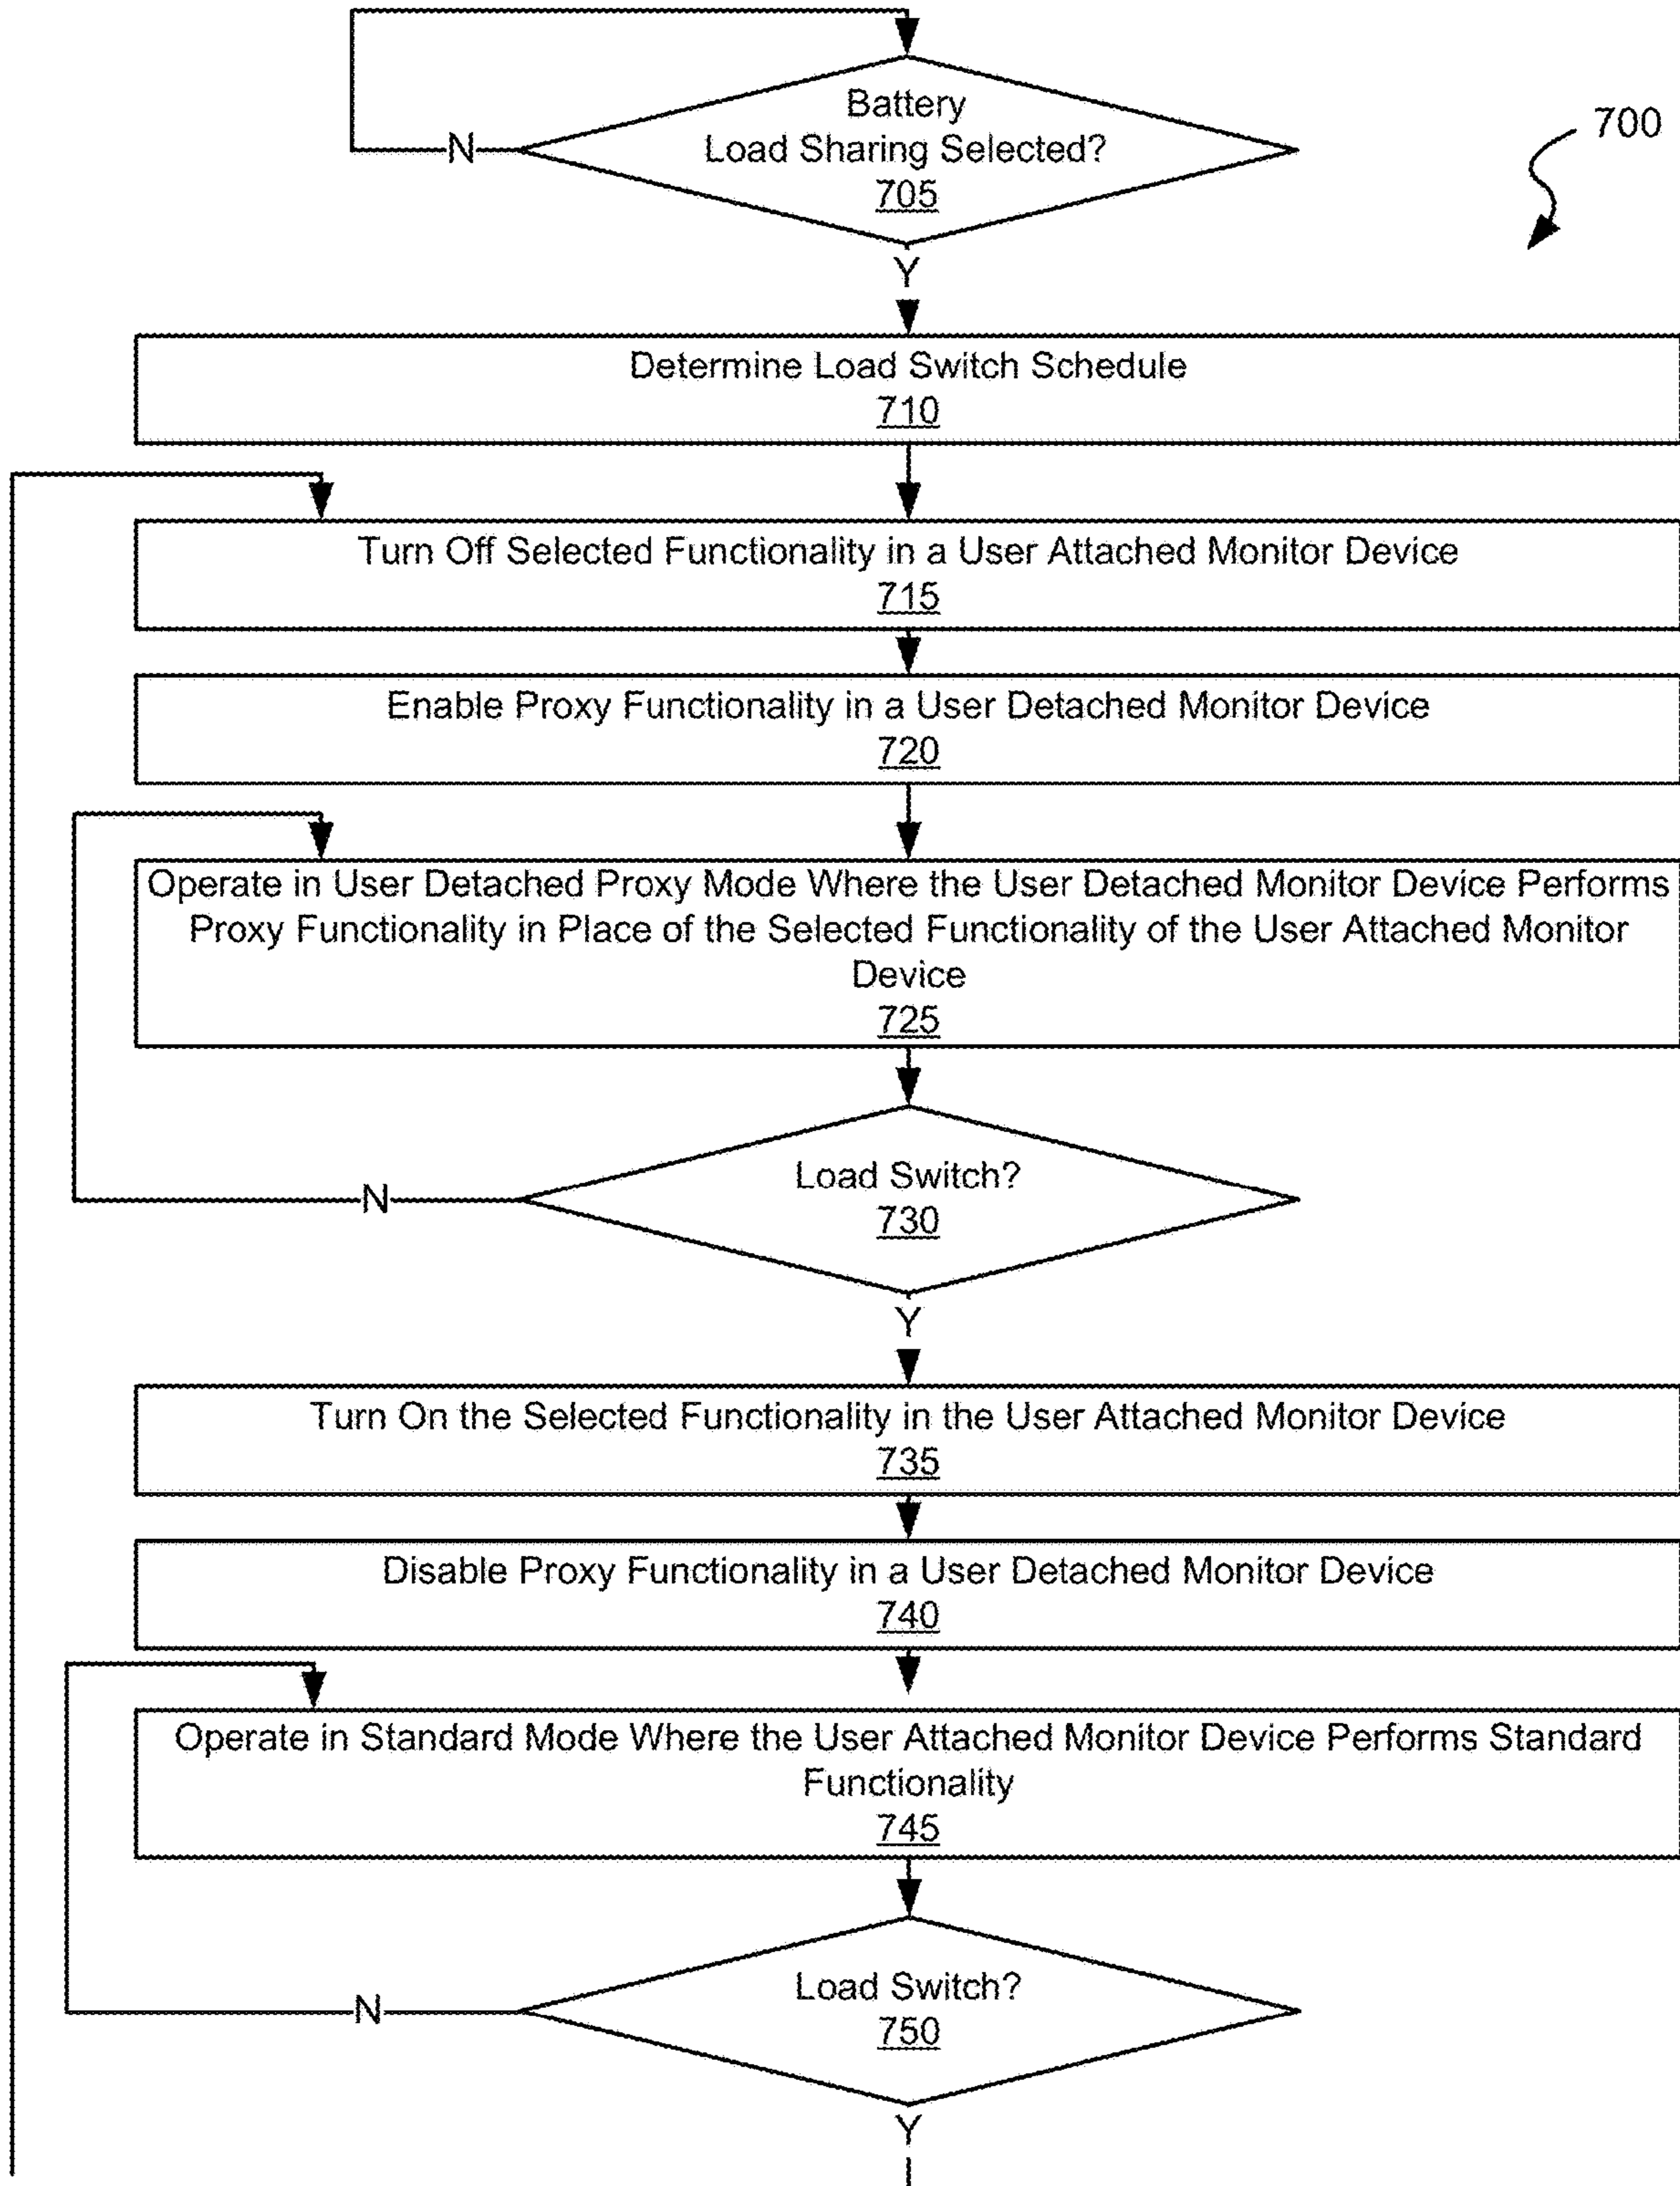 Battery
Load Sharing Selected?
705
700
N
Y
Determine Load Switch Schedule
710
Turn Off Selected Functionality in a User Attached Monitor Device
715
Enable Proxy Functionality in a User Detached Monitor Device
720
Operate in User Detached Proxy Mode Where the User Detached Monitor Device Performs
Proxy Functionality in Place of the Selected Functionality of the User Attached Monitor
Device
725
Load Switch?
730
N
Y
Turn On the Selected Functionality in the User Attached Monitor Device
735
Disable Proxy Functionality in a User Detached Monitor Device
740
Operate in Standard Mode Where the User Attached Monitor Device Performs Standard
Functionality
745
Load Switch?
750
N
Y